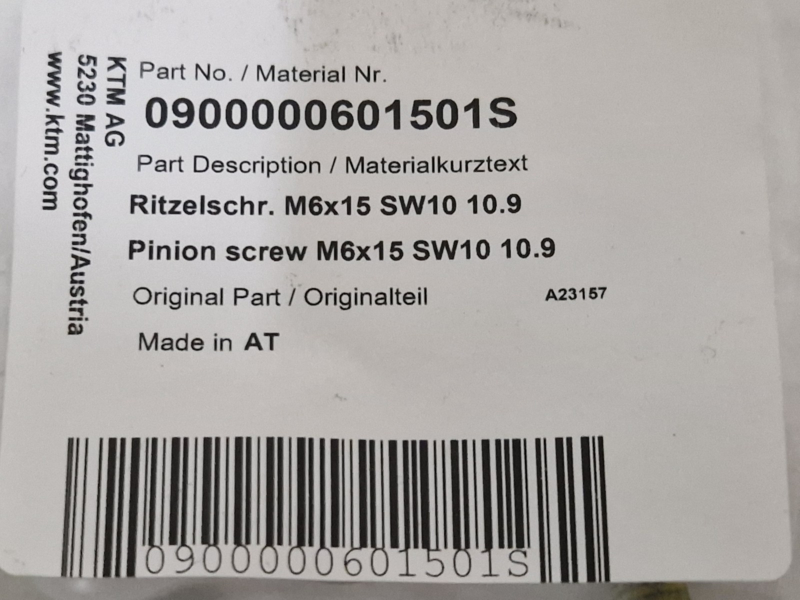 KTM AG
5230 Mattighofen/Austria
www.ktm.com
Part No. / Material Nr.
0900000601501S
Part Description / Materialkurztext
Ritzelschr. M6x15 SW10 10.9
Pinion screw M6x15 SW10 10.9
Original Part / Originalteil A23157
Made in AT
0900000601501S